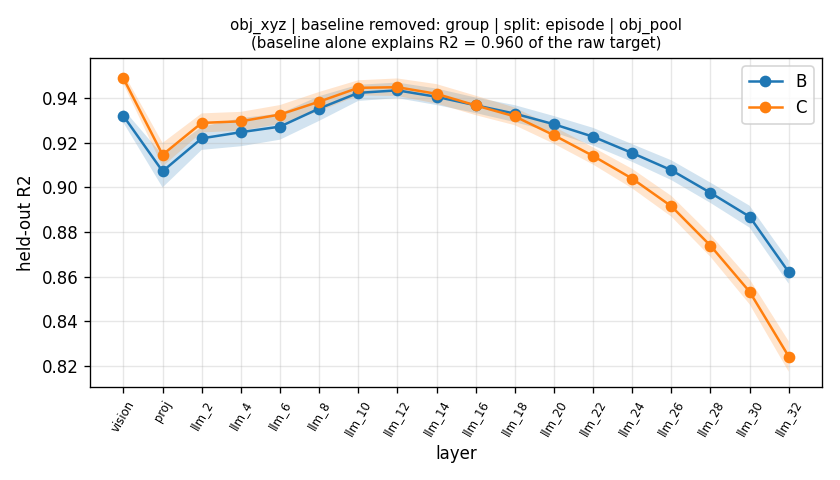 obj_xyz | baseline removed: group | split: episode | obj_pool
(baseline alone explains R2 = 0.960 of the raw target)
B
C
held-out R2
0.94
0.92
0.90
0.88
0.86
0.84
0.82
vision
proj
llm_2
llm_4
llm_6
llm_8
llm_10
llm_12
llm_14
llm_16
llm_18
llm_20
llm_22
llm_24
llm_26
llm_28
llm_30
llm_32
layer